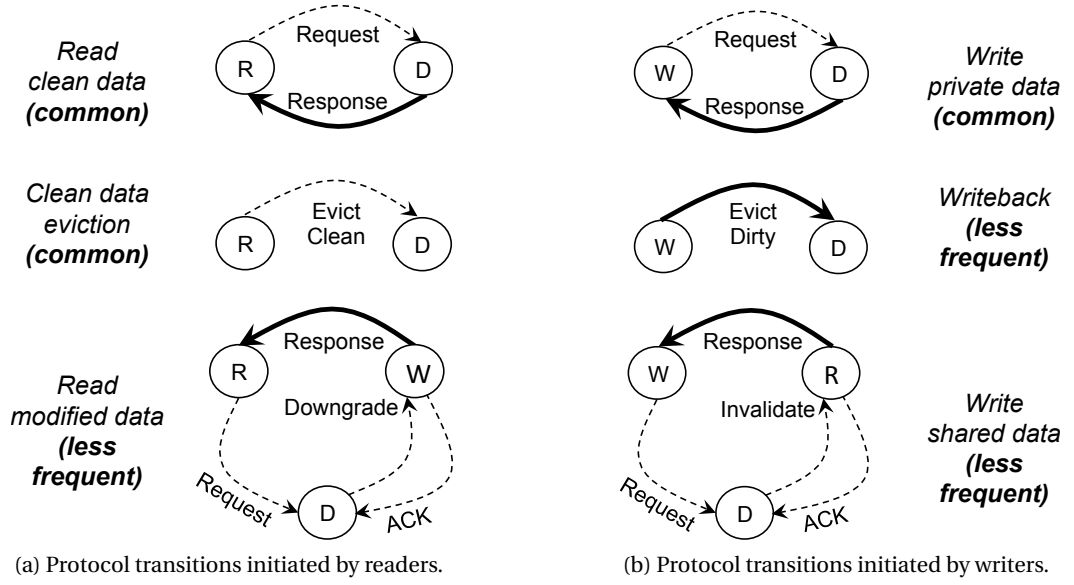 Read
clean data
(common)
R
Request
D
Response
Clean data
eviction
(common)
R
Evict
Clean
D
Read
modified data
(less
frequent)
R
Response
W
Downgrade
Request
D
ACK
(a) Protocol transitions initiated by readers.
W
Request
D
Response
Write
private data
(common)
W
Evict
Dirty
D
Writeback
(less
frequent)
W
Response
R
Invalidate
Request
D
ACK
Write
shared data
(less
frequent)
(b) Protocol transitions initiated by writers.